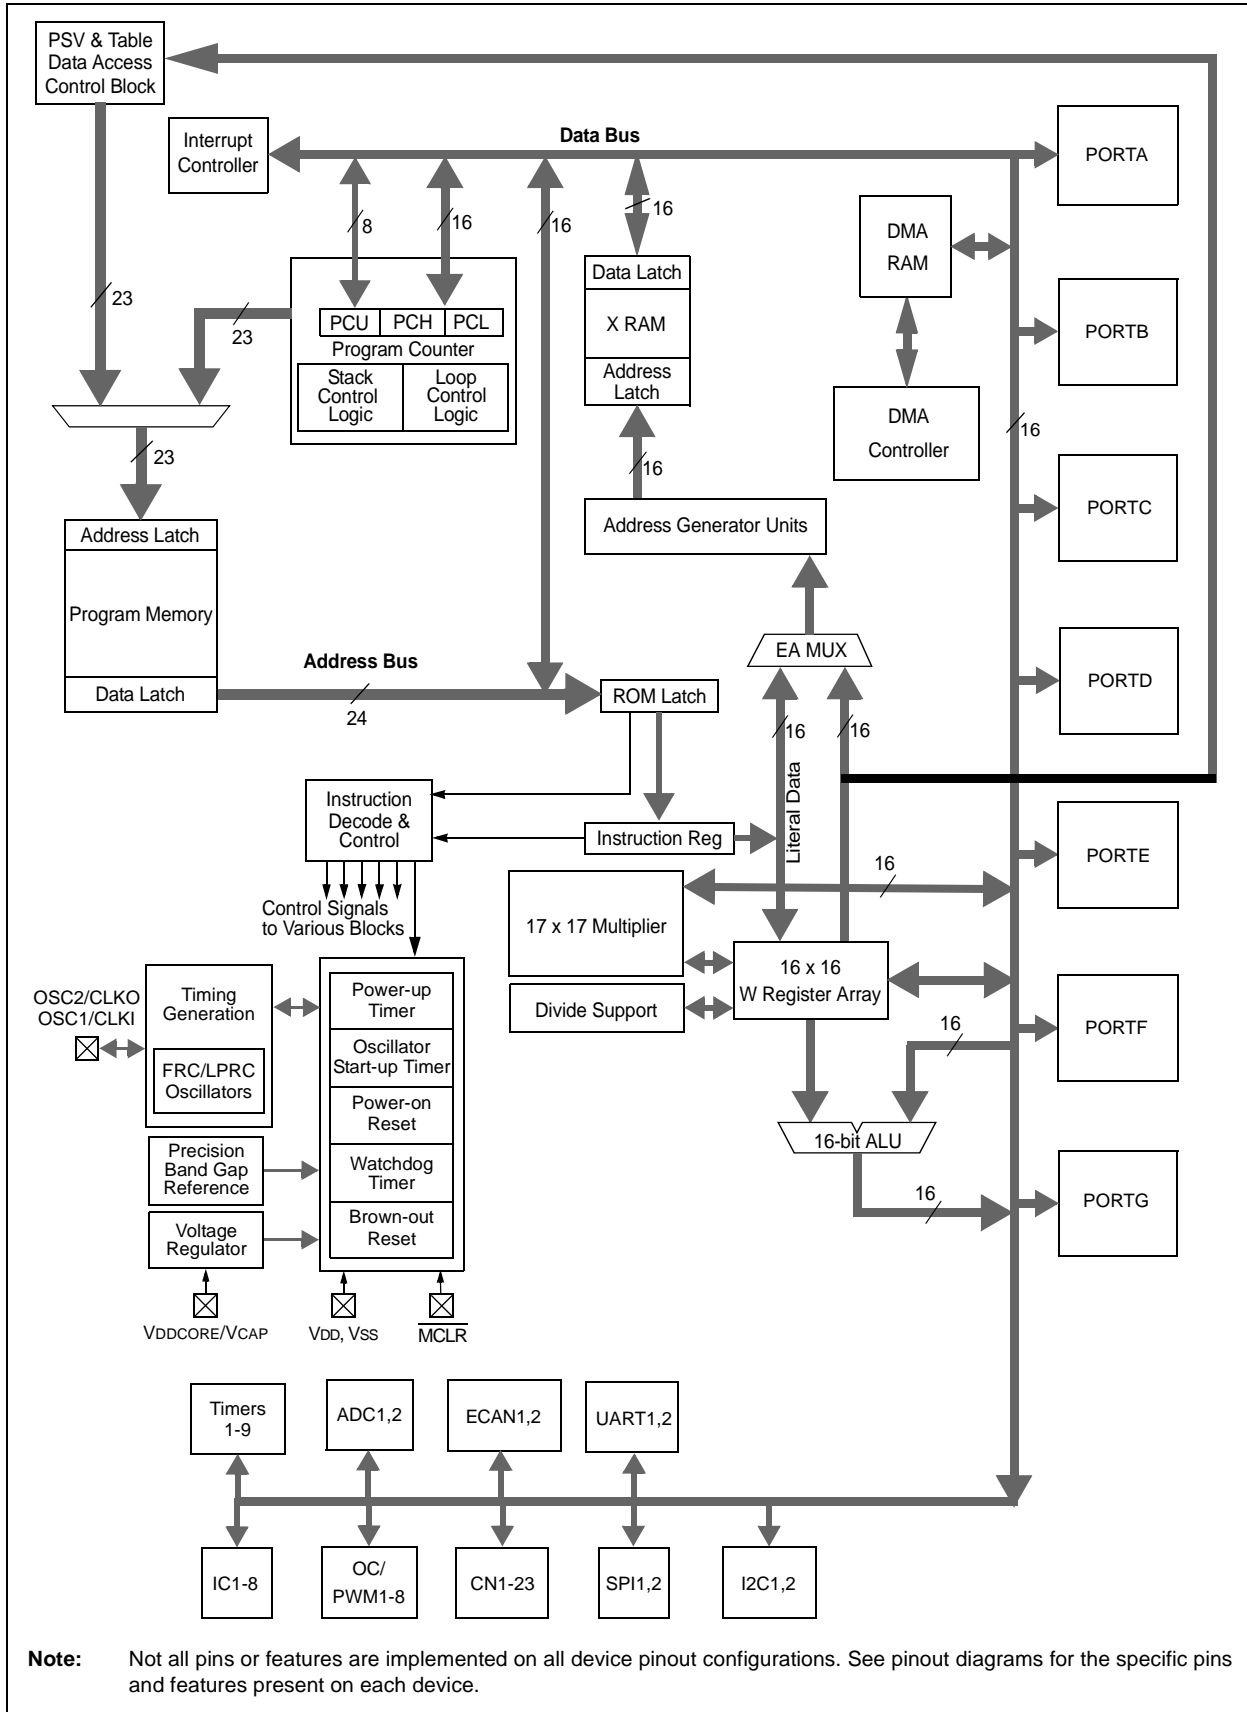 PSV & Table
Data Access
Control Block
Interrupt
Controller
Data Bus
PORTA
8
16
16
16
DMA
RAM
23
23
Data Latch
X RAM
Address
Latch
PCU
PCH
PCL
Program Counter
Stack
Control
Logic
Loop
Control
Logic
PORTB
DMA
Controller
16
23
16
PORTC
Address Latch
Address Generator Units
Program Memory
EA MUX
Address Bus
PORTD
Data Latch
24
ROM Latch
16
16
Literal Data
Instruction
Decode &
Control
Instruction Reg
PORTE
16
Control Signals
to Various Blocks
17 x 17 Multiplier
16 x 16
W Register Array
Divide Support
OSC2/CLKO
OSC1/CLKI
Timing
Generation
FRC/LPRC
Oscillators
Power-up
Timer
Oscillator
Start-up Timer
Power-on
Reset
Watchdog
Timer
Brown-out
Reset
PORTF
16
16-bit ALU
Precision
Band Gap
Reference
16
PORTG
Voltage
Regulator
VDDCORE/VCAP
VDD, VSS
MCLR
Timers
1-9
ADC1,2
ECAN1,2
UART1,2
IC1-8
OC/
PWM1-8
CN1-23
SPI1,2
I2C1,2
Note: Not all pins or features are implemented on all device pinout configurations. See pinout diagrams for the specific pins
and features present on each device.